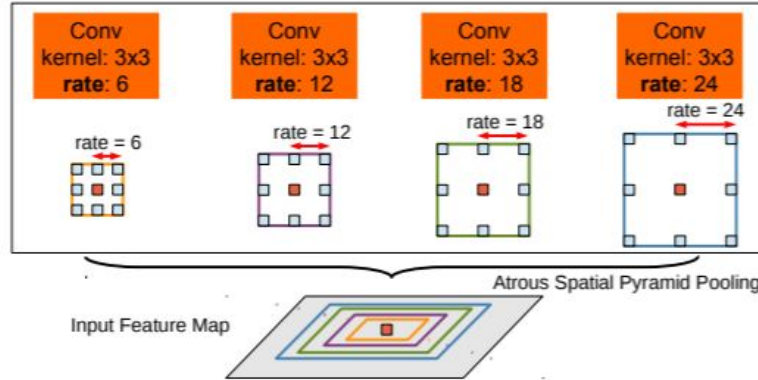 Conv
kernel: 3x3
rate: 6
Conv
kernel: 3x3
rate: 12
Conv
kernel: 3x3
rate: 18
Conv
kernel: 3x3
rate: 24
rate = 6
rate = 12
rate = 18
rate = 24
Atrous Spatial Pyramid Pooling
Input Feature Map